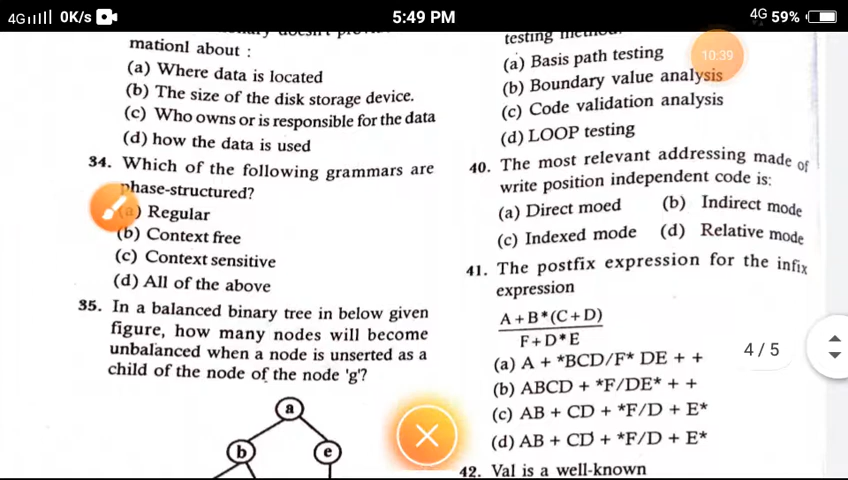 4G 0K/s
5:49 PM
4G 59%
mationl about :
(a) Where data is located
(b) The size of the disk storage device.
(c) Who owns or is responsible for the data
(d) how the data is used
34. Which of the following grammars are
phase-structured?
(a) Regular
(b) Context free
(c) Context sensitive
(d) All of the above
35. In a balanced binary tree in below given
figure, how many nodes will become
unbalanced when a node is unserted as a
child of the node of the node 'g'?
a
b
e
testing method.
(a) Basis path testing
10:39
(b) Boundary value analysis
(c) Code validation analysis
(d) LOOP testing
40. The most relevant addressing made of
write position independent code is:
(a) Direct moed (b) Indirect mode
(c) Indexed mode (d) Relative mode
41. The postfix expression for the infix
expression
A+B*(C+D)
F+D*E
(a) A + *BCD/F* DE + +
(b) ABCD + *F/DE* + +
(c) AB + CD + *F/D + E*
(d) AB + CD + *F/D + E*
42. Val is a well-known
4 / 5